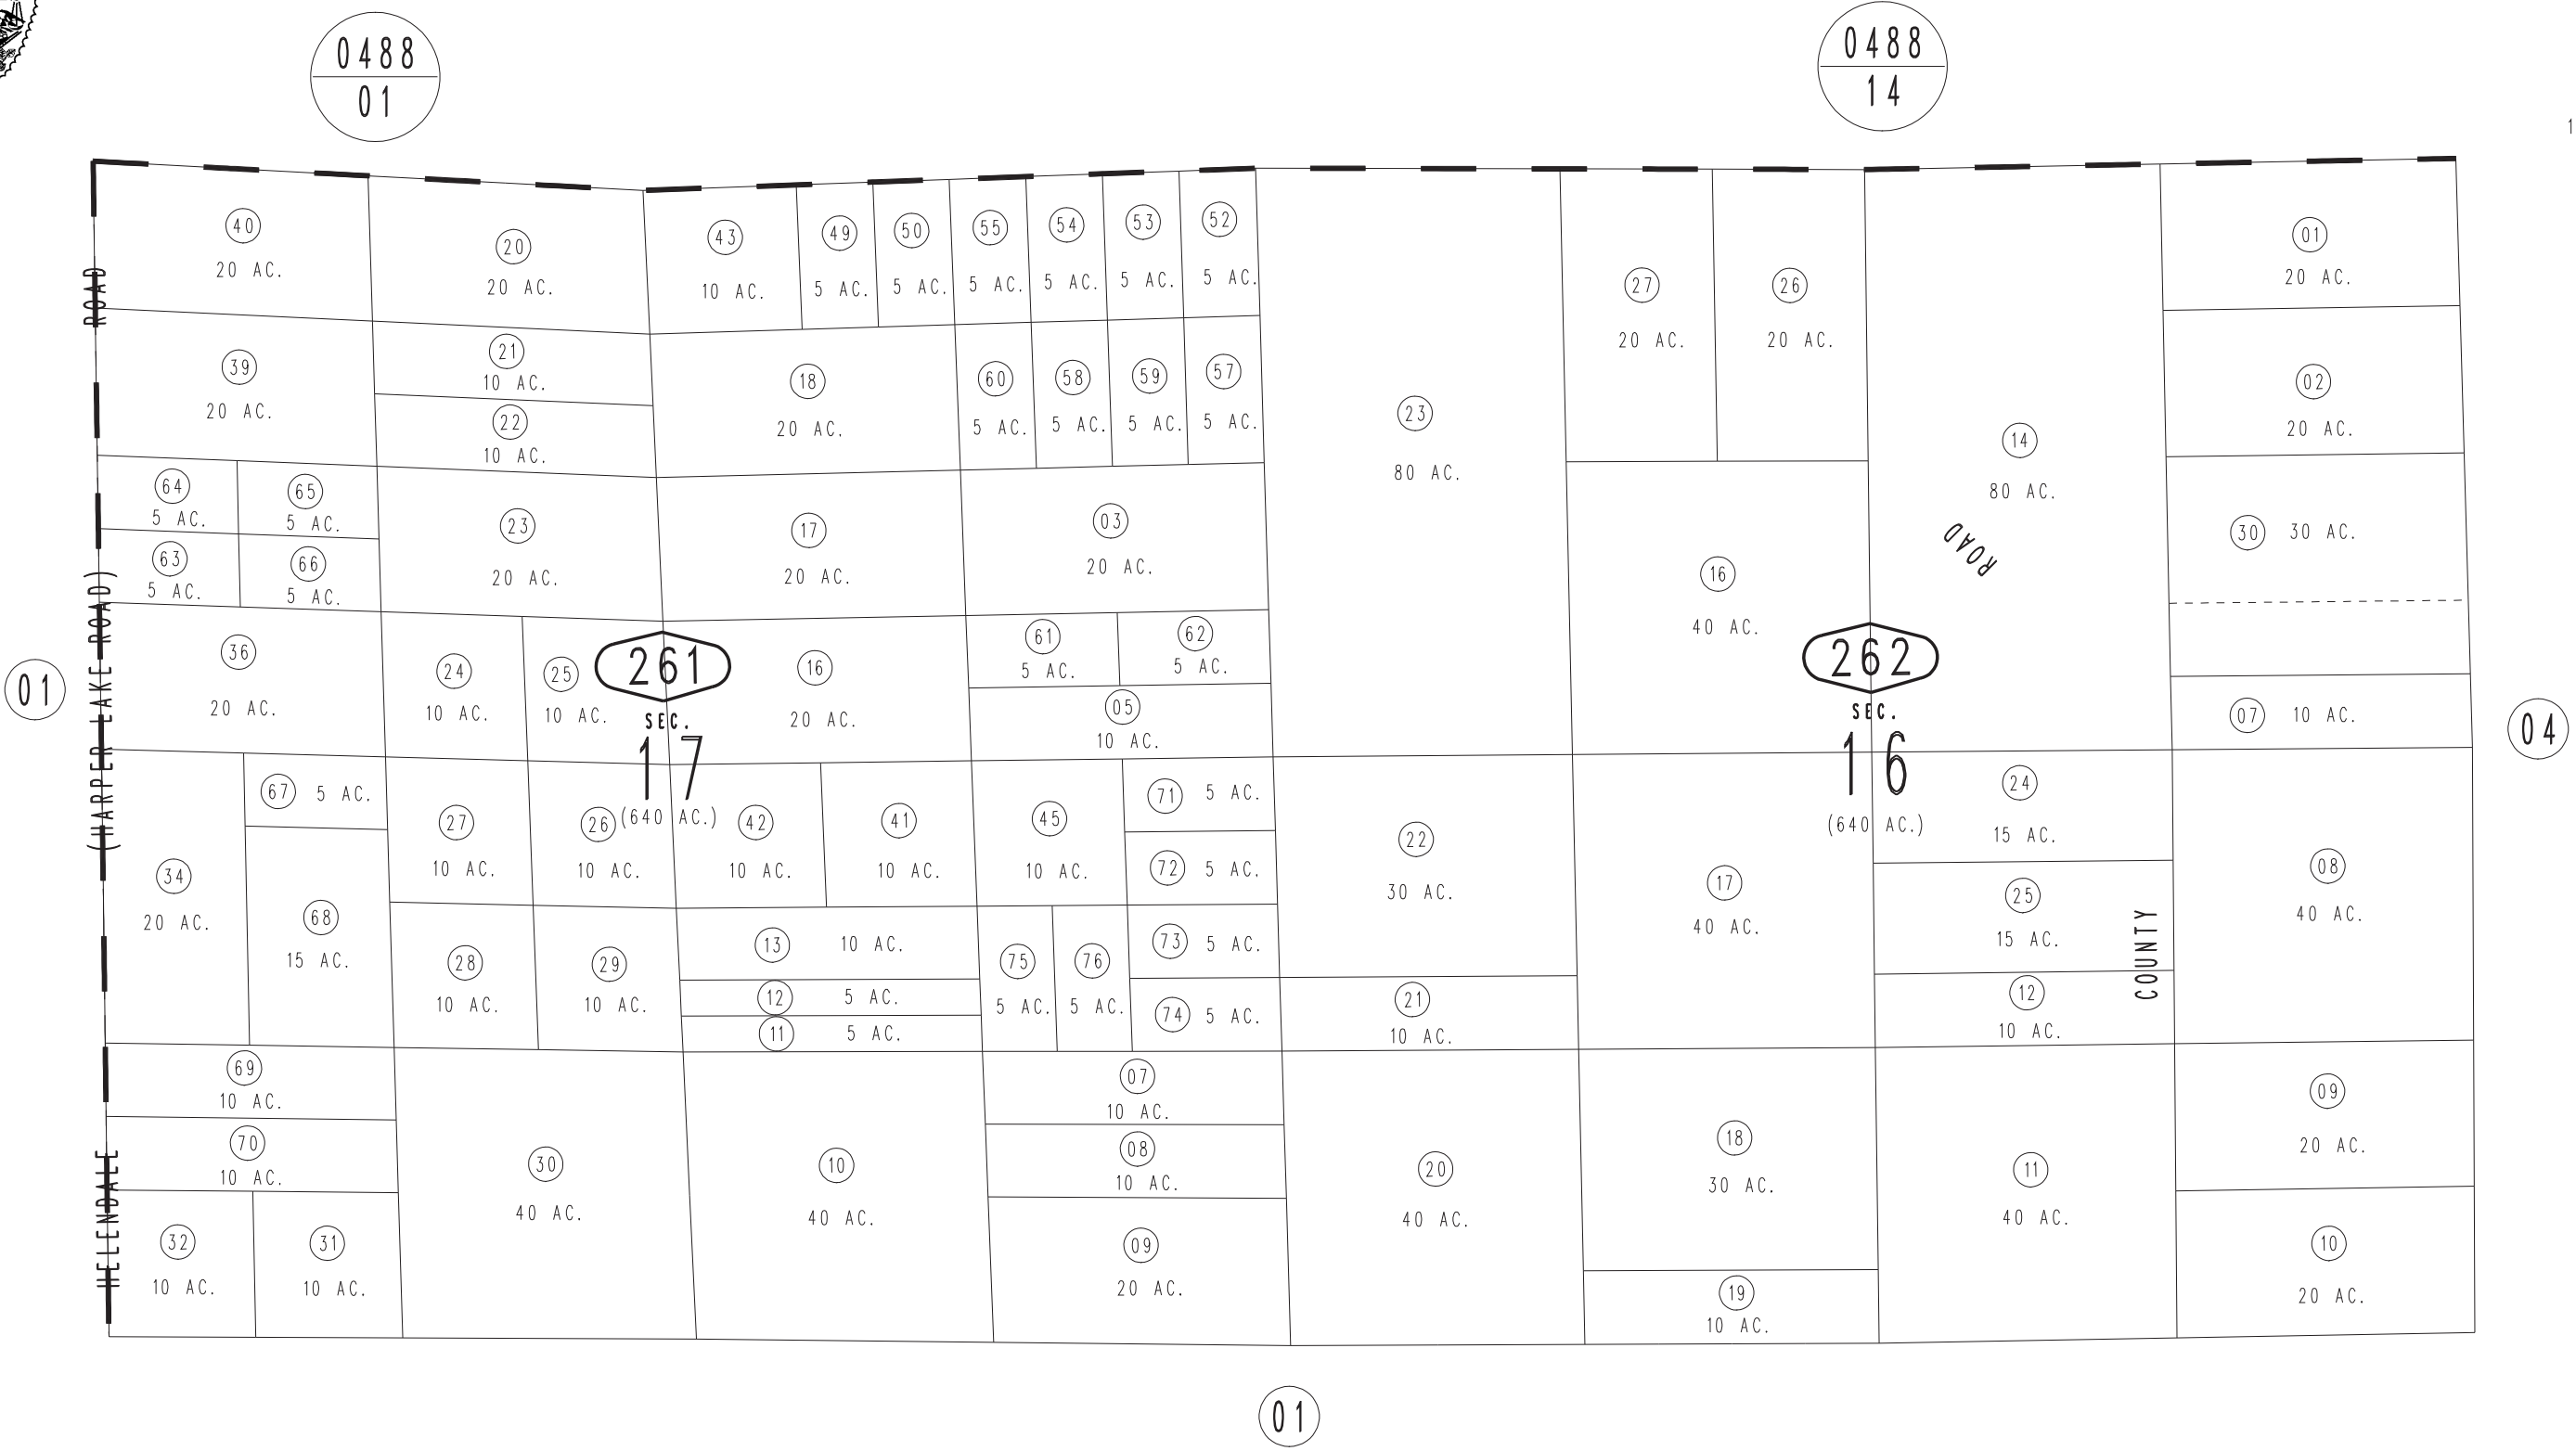 0488
01
0488
14
1
40
20 AC.
20
20 AC.
43
10 AC.
49
5 AC.
50
5 AC.
55
5 AC.
54
5 AC.
53
5 AC.
52
5 AC.
27
20 AC.
26
20 AC.
01
20 AC.
ROAD
39
20 AC.
21
10 AC.
22
10 AC.
18
20 AC.
60
5 AC.
58
5 AC.
59
5 AC.
57
5 AC.
23
80 AC.
14
80 AC.
02
20 AC.
64
5 AC.
65
5 AC.
63
5 AC.
66
5 AC.
23
20 AC.
17
20 AC.
03
20 AC.
16
40 AC.
ROAD
30 30 AC.
01
(HARPER LAKE ROAD)
36
20 AC.
24
10 AC.
25
10 AC.
261
SEC.
17
(640 AC.)
16
20 AC.
61
5 AC.
62
5 AC.
05
10 AC.
262
SEC.
16
(640 AC.)
07 10 AC.
04
34
20 AC.
67 5 AC.
68
15 AC.
27
10 AC.
26
10 AC.
42
10 AC.
41
10 AC.
45
10 AC.
71 5 AC.
72 5 AC.
22
30 AC.
17
40 AC.
24
15 AC.
25
15 AC.
COUNTY
08
40 AC.
28
10 AC.
29
10 AC.
13 10 AC.
12 5 AC.
11 5 AC.
75
5 AC.
76
5 AC.
73 5 AC.
74 5 AC.
21
10 AC.
12
10 AC.
69
10 AC.
70
10 AC.
HELENDALE
32
10 AC.
31
10 AC.
30
40 AC.
10
40 AC.
07
10 AC.
08
10 AC.
09
20 AC.
20
40 AC.
18
30 AC.
19
10 AC.
11
40 AC.
09
20 AC.
10
20 AC.
01